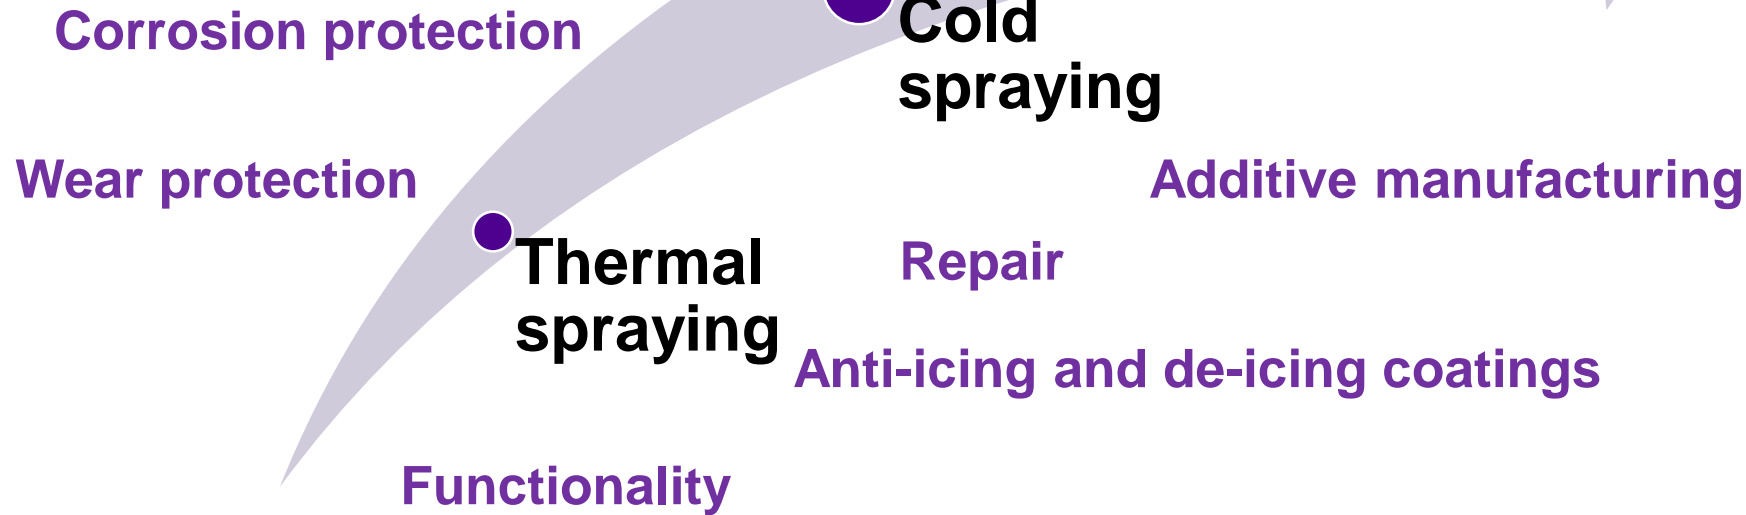 Corrosion protection
Cold
spraying
Wear protection
Additive manufacturing
Thermal
spraying
Repair
Anti-icing and de-icing coatings
Functionality